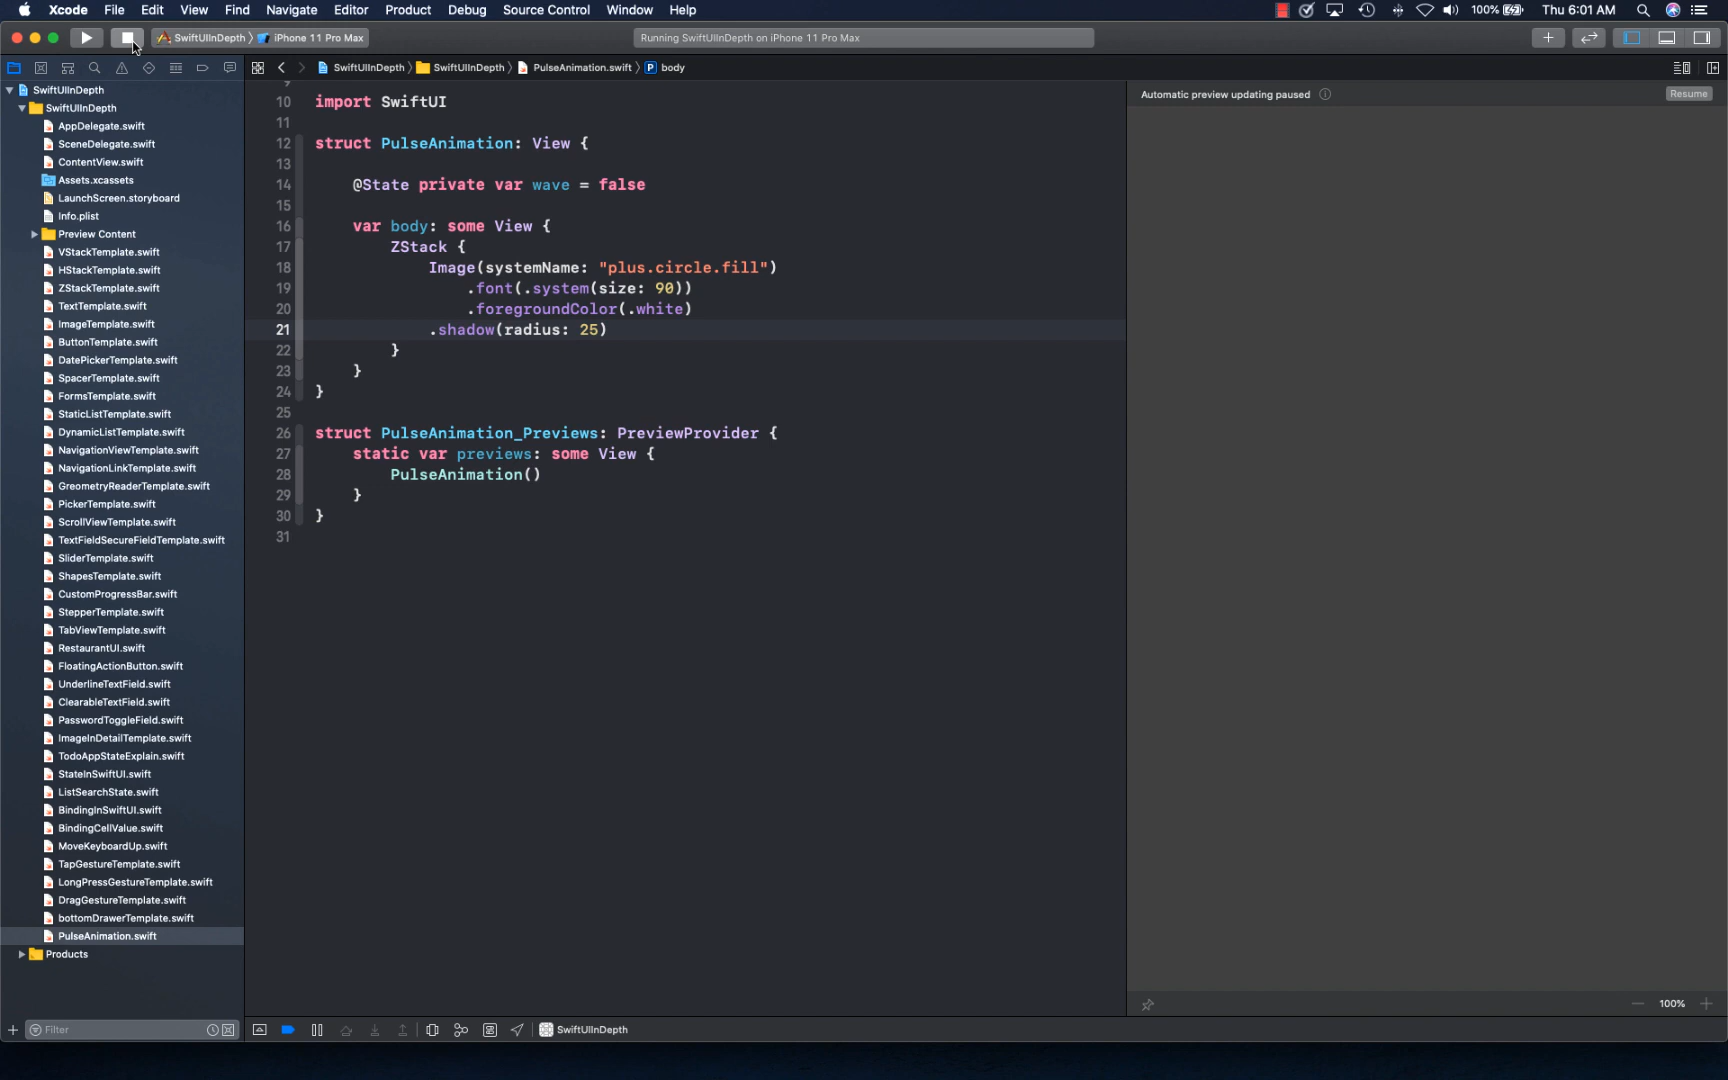 Xcode File Edit View Find Navigate Editor Product Debug Source Control Window Help 100% Thu 6:01 AM
SwiftUIInDepth iPhone 11 Pro Max Running SwiftUIInDepth on iPhone 11 Pro Max
SwiftUIInDepth SwiftUIInDepth PulseAnimation.swift P body
SwiftUIInDepth
SwiftUIInDepth
AppDelegate.swift
SceneDelegate.swift
ContentView.swift
Assets.xcassets
LaunchScreen.storyboard
Info.plist
Preview Content
VStackTemplate.swift
HStackTemplate.swift
ZStackTemplate.swift
TextTemplate.swift
ImageTemplate.swift
ButtonTemplate.swift
DatePickerTemplate.swift
SpacerTemplate.swift
FormsTemplate.swift
StaticListTemplate.swift
DynamicListTemplate.swift
NavigationViewTemplate.swift
NavigationLinkTemplate.swift
GreometryReaderTemplate.swift
PickerTemplate.swift
ScrollViewTemplate.swift
TextFieldSecureFieldTemplate.swift
SliderTemplate.swift
ShapesTemplate.swift
CustomProgressBar.swift
StepperTemplate.swift
TabViewTemplate.swift
RestaurantUI.swift
FloatingActionButton.swift
UnderlineTextField.swift
ClearableTextField.swift
PasswordToggleField.swift
ImageInDetailTemplate.swift
TodoAppStateExplain.swift
StateInSwiftUI.swift
ListSearchState.swift
BindingInSwiftUI.swift
BindingCellValue.swift
MoveKeyboardUp.swift
TapGestureTemplate.swift
LongPressGestureTemplate.swift
DragGestureTemplate.swift
bottomDrawerTemplate.swift
PulseAnimation.swift
Products
Filter
10 import SwiftUI
11
12 struct PulseAnimation: View {
13
14 @State private var wave = false
15
16 var body: some View {
17 ZStack {
18 Image(systemName: "plus.circle.fill")
19 .font(.system(size: 90))
20 .foregroundColor(.white)
21 .shadow(radius: 25)
22 }
23 }
24 }
25
26 struct PulseAnimation_Previews: PreviewProvider {
27 static var previews: some View {
28 PulseAnimation()
29 }
30 }
31
SwiftUIInDepth
Automatic preview updating paused Resume
100%